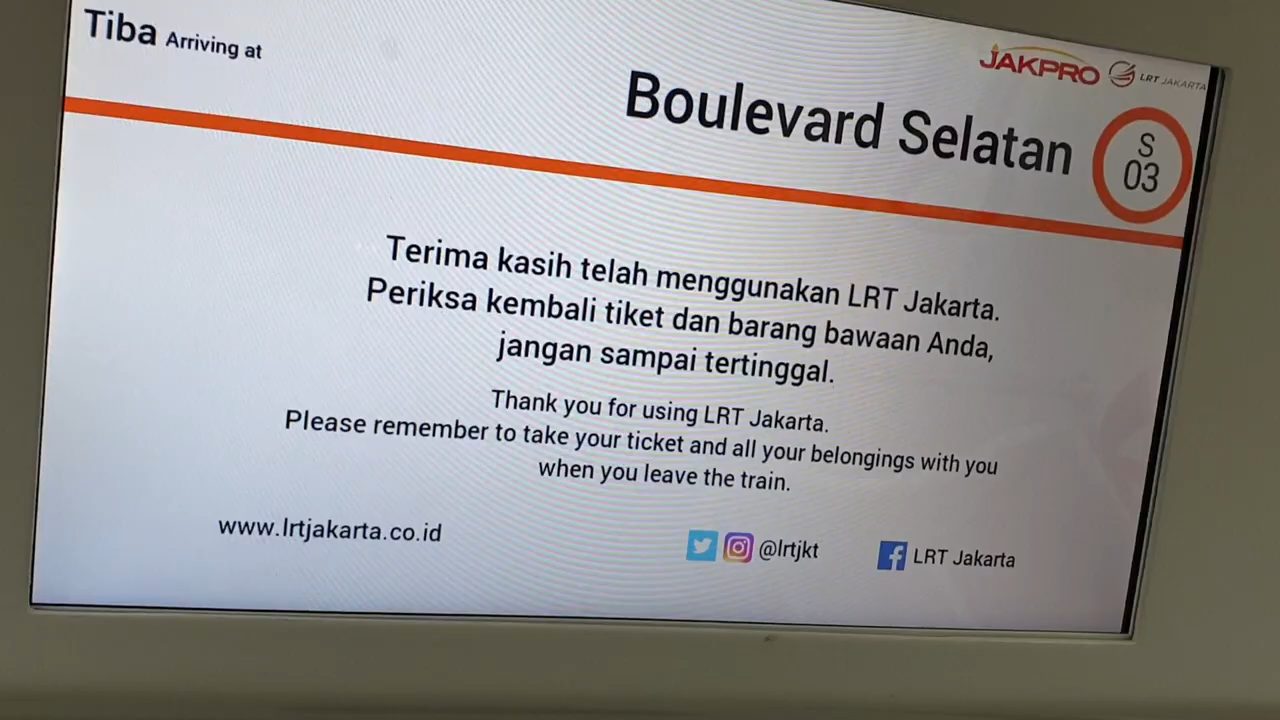 Tiba Arriving at
JAKPRO LRT JAKARTA
Boulevard Selatan
S
03
Terima kasih telah menggunakan LRT Jakarta.
Periksa kembali tiket dan barang bawaan Anda,
jangan sampai tertinggal.
Thank you for using LRT Jakarta.
Please remember to take your ticket and all your belongings with you
when you leave the train.
www.lrtjakarta.co.id
@lrtjkt
LRT Jakarta